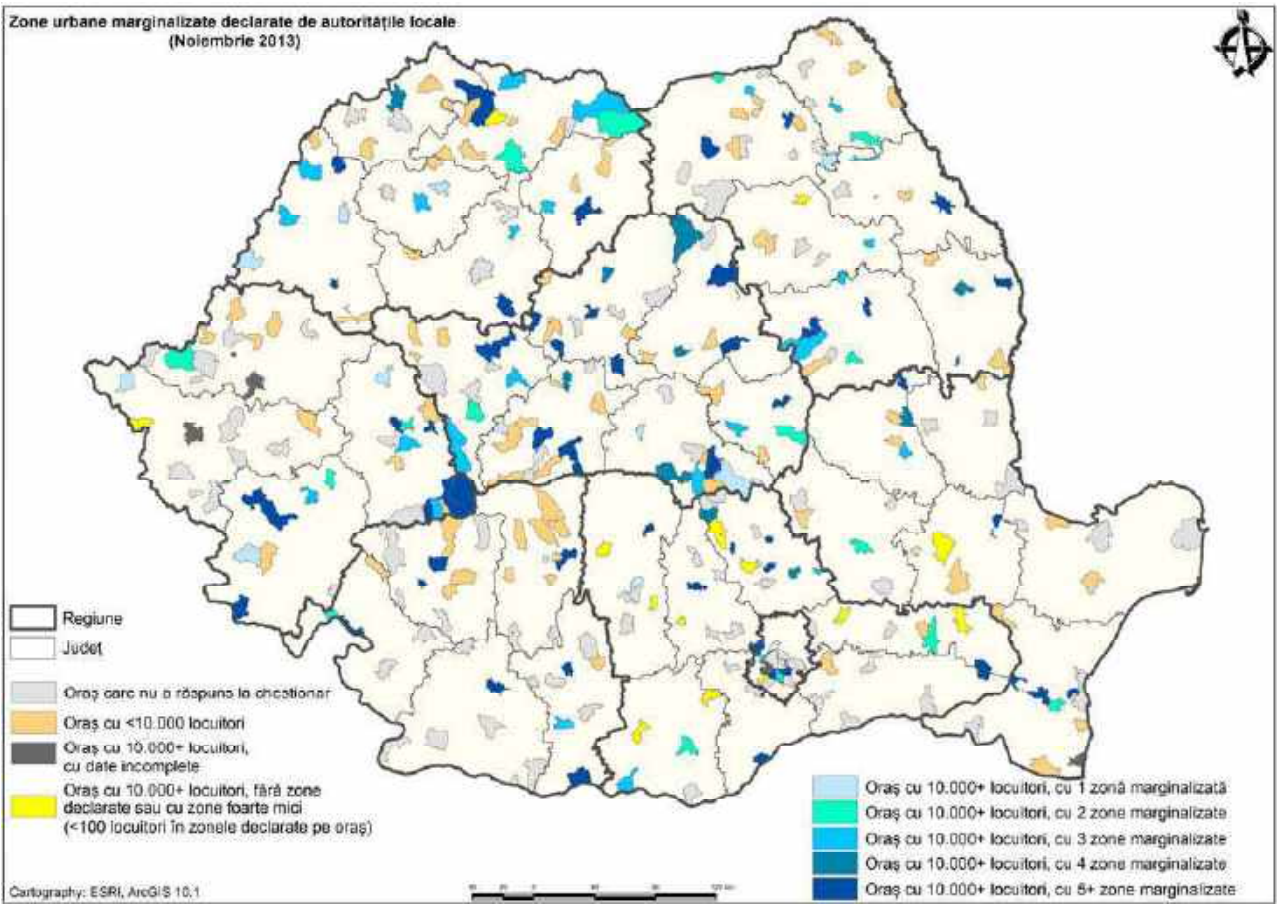 Zone urbane marginalizate declarate de autoritățile locale
(Noiembrie 2013)
Regiune
Județ
Oraș care nu a răspuns la chestionar
Oraș cu <10.000 locuitori
Oraș cu 10.000+ locuitori,
cu date incomplete
Oraș cu 10.000+ locuitori, fără zone
declarate sau cu zone foarte mici
(<100 locuitori în zonele declarate pe oraș)
Oraș cu 10.000+ locuitori, cu 1 zonă marginalizată
Oraș cu 10.000+ locuitori, cu 2 zone marginalizate
Oraș cu 10.000+ locuitori, cu 3 zone marginalizate
Oraș cu 10.000+ locuitori, cu 4 zone marginalizate
Oraș cu 10.000+ locuitori, cu 5+ zone marginalizate
Cartography: ESRI, ArcGIS 10.1